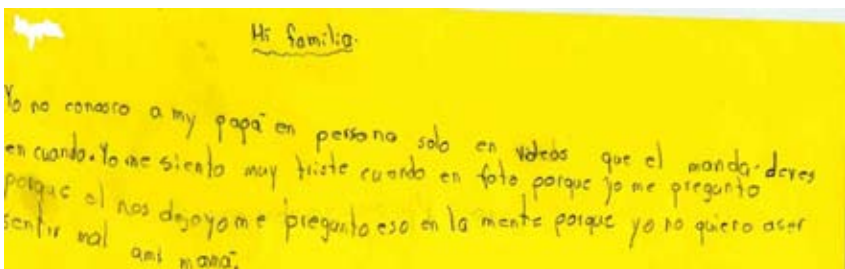 Mi familia.
Yo no conosco a my papá en persona solo en videos que el manda. deves
en cuando. Yo me siento muy triste cuando en foto porque yo me pregunto
porque el nos dejo yo me pregunto eso en la mente porque yo no quiero aser
sentir mal ami mamá.